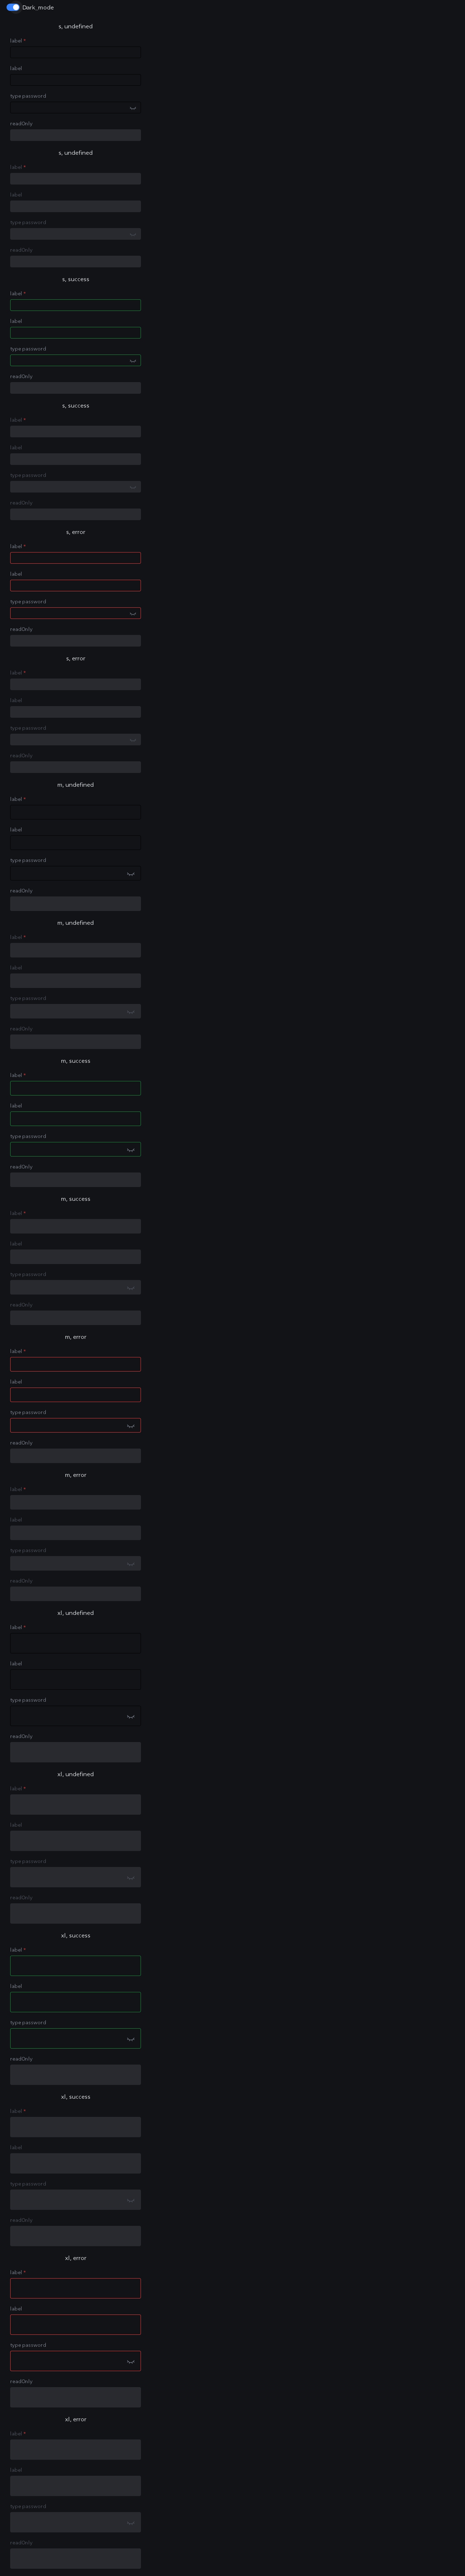 Dark_mode
s, undefined
label *
label
type password
readOnly
s, undefined
label *
label
type password
readOnly
s, success
label *
label
type password
readOnly
s, success
label *
label
type password
readOnly
s, error
label *
label
type password
readOnly
s, error
label *
label
type password
readOnly
m, undefined
label *
label
type password
readOnly
m, undefined
label *
label
type password
readOnly
m, success
label *
label
type password
readOnly
m, success
label *
label
type password
readOnly
m, error
label *
label
type password
readOnly
m, error
label *
label
type password
readOnly
xl, undefined
label *
label
type password
readOnly
xl, undefined
label *
label
type password
readOnly
xl, success
label *
label
type password
readOnly
xl, success
label *
label
type password
readOnly
xl, error
label *
label
type password
readOnly
xl, error
label *
label
type password
readOnly